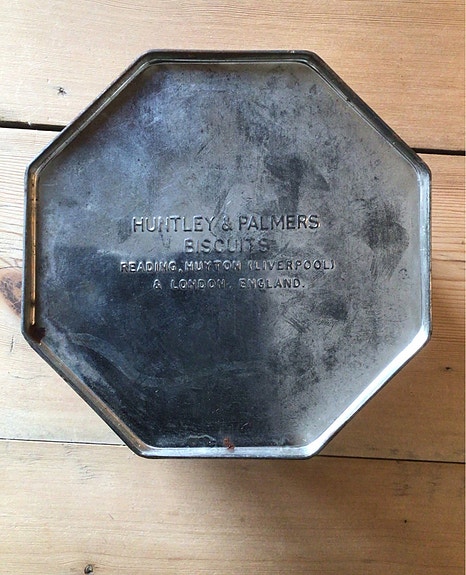 HUNTLEY & PALMERS
BISCUITS
READING, HUYTON (LIVERPOOL)
& LONDON. ENGLAND.